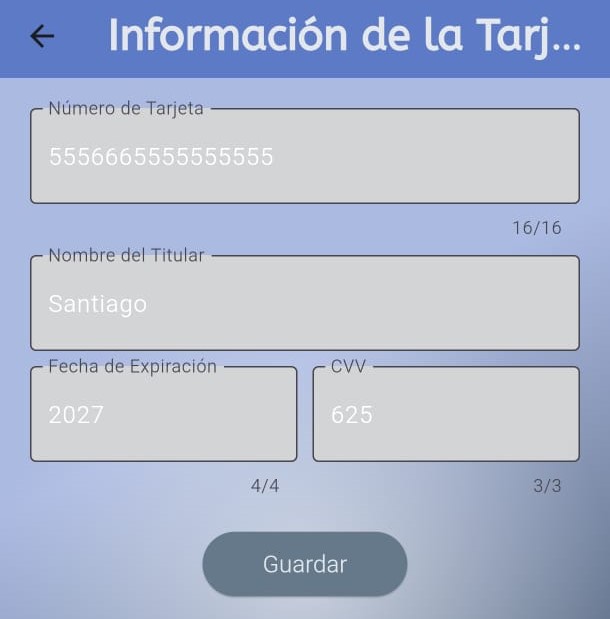 Información de la Tarj...
Número de Tarjeta
5556665555555555
16/16
Nombre del Titular
Santiago
Fecha de Expiración
CVV
2027
625
4/4
3/3
Guardar